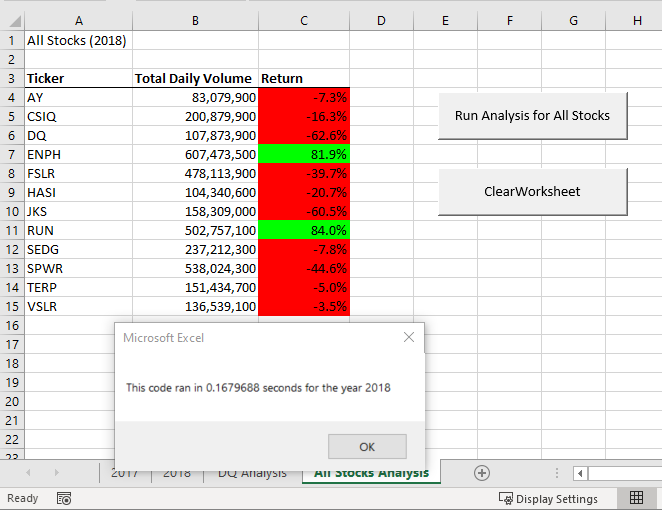 A B C D E F G H
1 All Stocks (2018)
2
3 Ticker Total Daily Volume Return
4 AY 83,079,900 -7.3%
5 CSIQ 200,879,900 -16.3%
6 DQ 107,873,900 -62.6%
7 ENPH 607,473,500 81.9%
8 FSLR 478,113,900 -39.7%
9 HASI 104,340,600 -20.7%
10 JKS 158,309,000 -60.5%
11 RUN 502,757,100 84.0%
12 SEDG 237,212,300 -7.8%
13 SPWR 538,024,300 -44.6%
14 TERP 151,434,700 -5.0%
15 VSLR 136,539,100 -3.5%
Run Analysis for All Stocks
ClearWorksheet
16
17
18
19
20
21
22
23
Microsoft Excel
This code ran in 0.1679688 seconds for the year 2018
OK
2017 2018 DQ Analysis All Stocks Analysis
Ready Display Settings